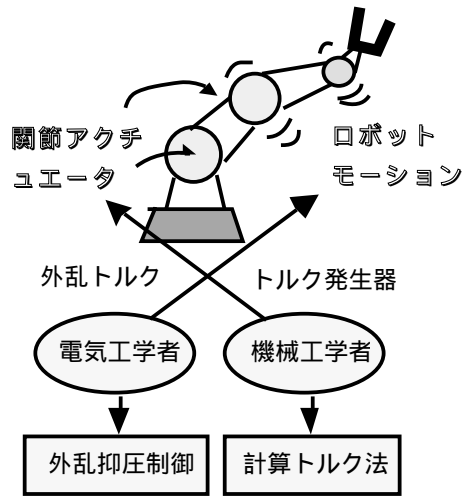 関節アクチ
ュエータ
ロボット
モーション
外乱トルク
トルク発生器
電気工学者
機械工学者
外乱抑圧制御
計算トルク法